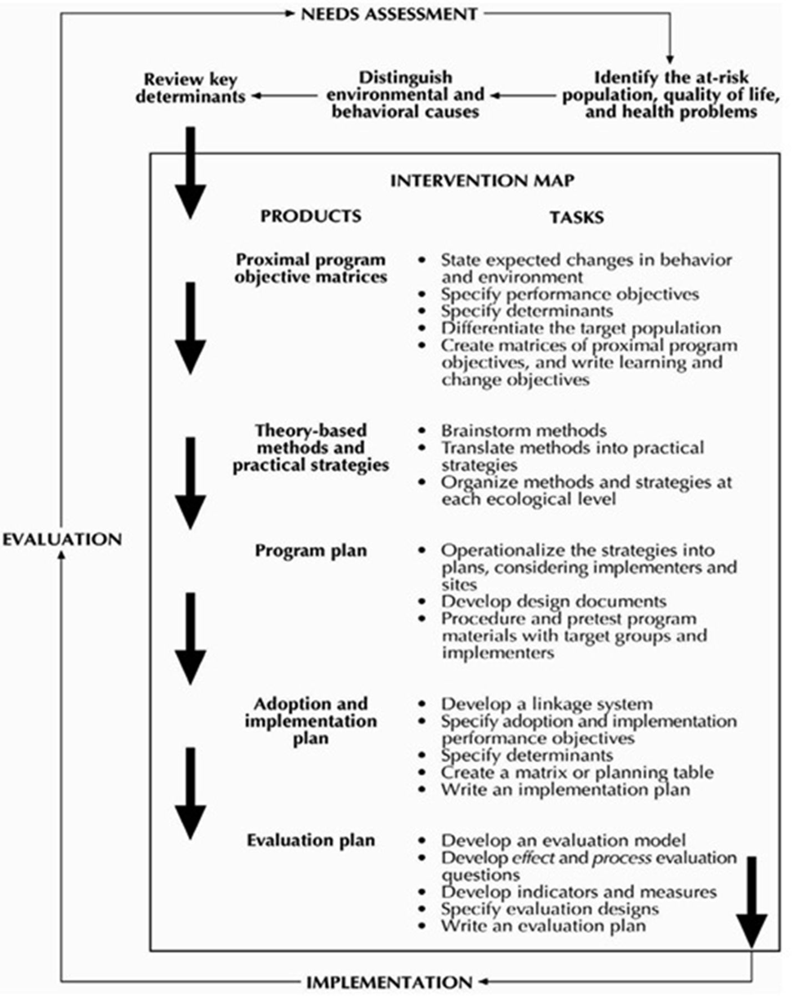 NEEDS ASSESSMENT
Review key
determinants
Distinguish
environmental and
behavioral causes
Identify the at-risk
population, quality of life,
and health problems
INTERVENTION MAP
PRODUCTS
TASKS
Proximal program
objective matrices
• State expected changes in behavior
and environment
• Specify performance objectives
• Specify determinants
• Differentiate the target population
• Create matrices of proximal program
objectives, and write learning and
change objectives
Theory-based
methods and
practical strategies
• Brainstorm methods
• Translate methods into practical
strategies
• Organize methods and strategies at
each ecological level
EVALUATION
Program plan
• Operationalize the strategies into
plans, considering implementers and
sites
• Develop design documents
• Procedure and pretest program
materials with target groups and
implementers
Adoption and
implementation
plan
• Develop a linkage system
• Specify adoption and implementation
performance objectives
• Specify determinants
• Create a matrix or planning table
• Write an implementation plan
Evaluation plan
• Develop an evaluation model
• Develop effect and process evaluation
questions
• Develop indicators and measures
• Specify evaluation designs
• Write an evaluation plan
IMPLEMENTATION